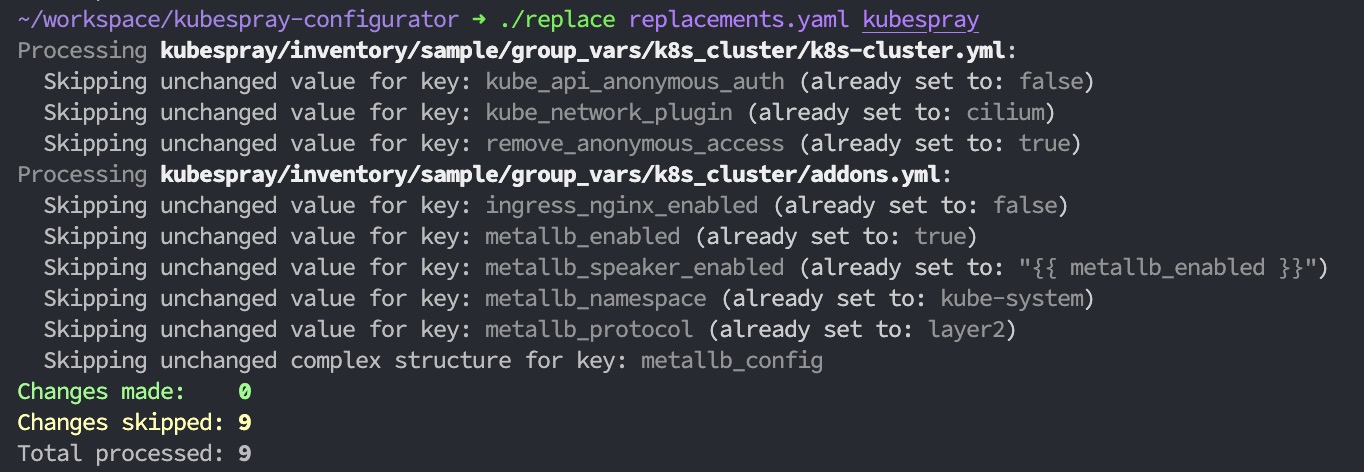 ~/workspace/kubespray-configurator → ./replace replacements.yaml kubespray
Processing kubespray/inventory/sample/group_vars/k8s_cluster/k8s-cluster.yml:
  Skipping unchanged value for key: kube_api_anonymous_auth (already set to: false)
  Skipping unchanged value for key: kube_network_plugin (already set to: cilium)
  Skipping unchanged value for key: remove_anonymous_access (already set to: true)
Processing kubespray/inventory/sample/group_vars/k8s_cluster/addons.yml:
  Skipping unchanged value for key: ingress_nginx_enabled (already set to: false)
  Skipping unchanged value for key: metallb_enabled (already set to: true)
  Skipping unchanged value for key: metallb_speaker_enabled (already set to: "{{ metallb_enabled }}")
  Skipping unchanged value for key: metallb_namespace (already set to: kube-system)
  Skipping unchanged value for key: metallb_protocol (already set to: layer2)
  Skipping unchanged complex structure for key: metallb_config
Changes made:    0
Changes skipped: 9
Total processed: 9